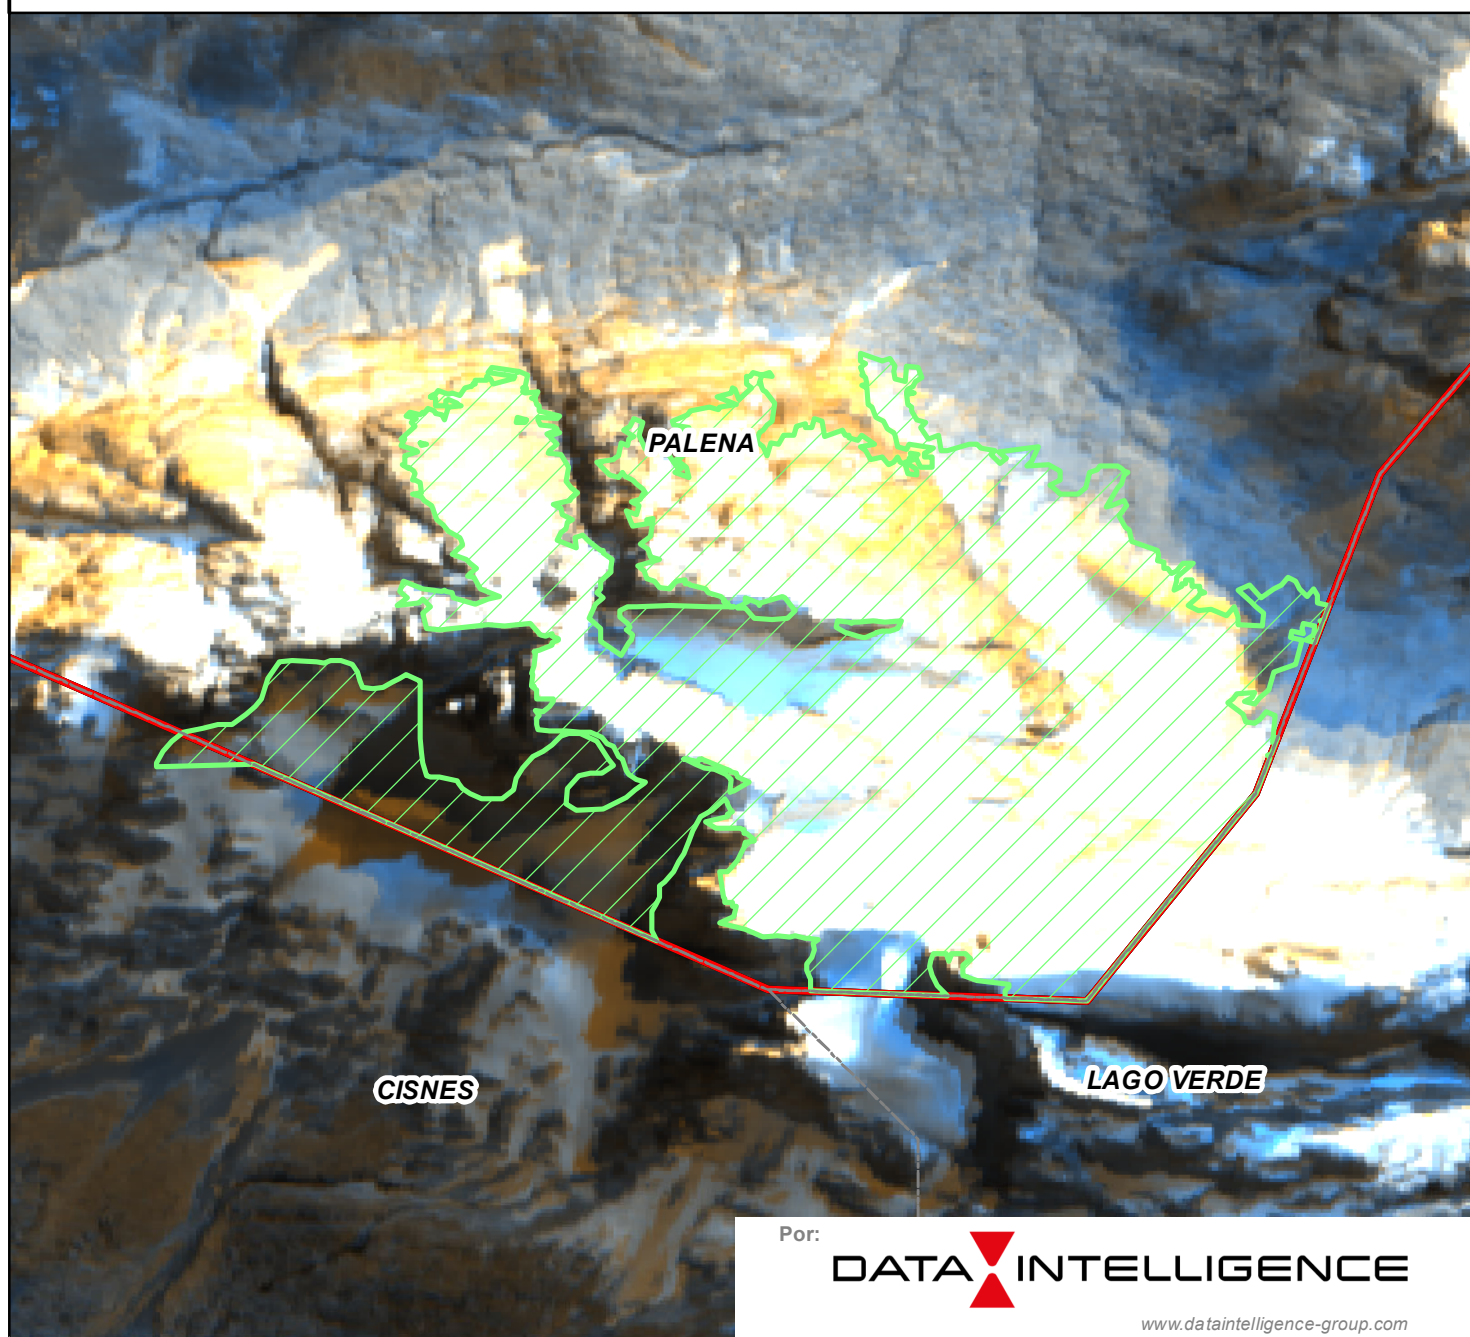 PALENA
CISNES
LAGO VERDE
Por:
DATA INTELLIGENCE
www.dataintelligence-group.com